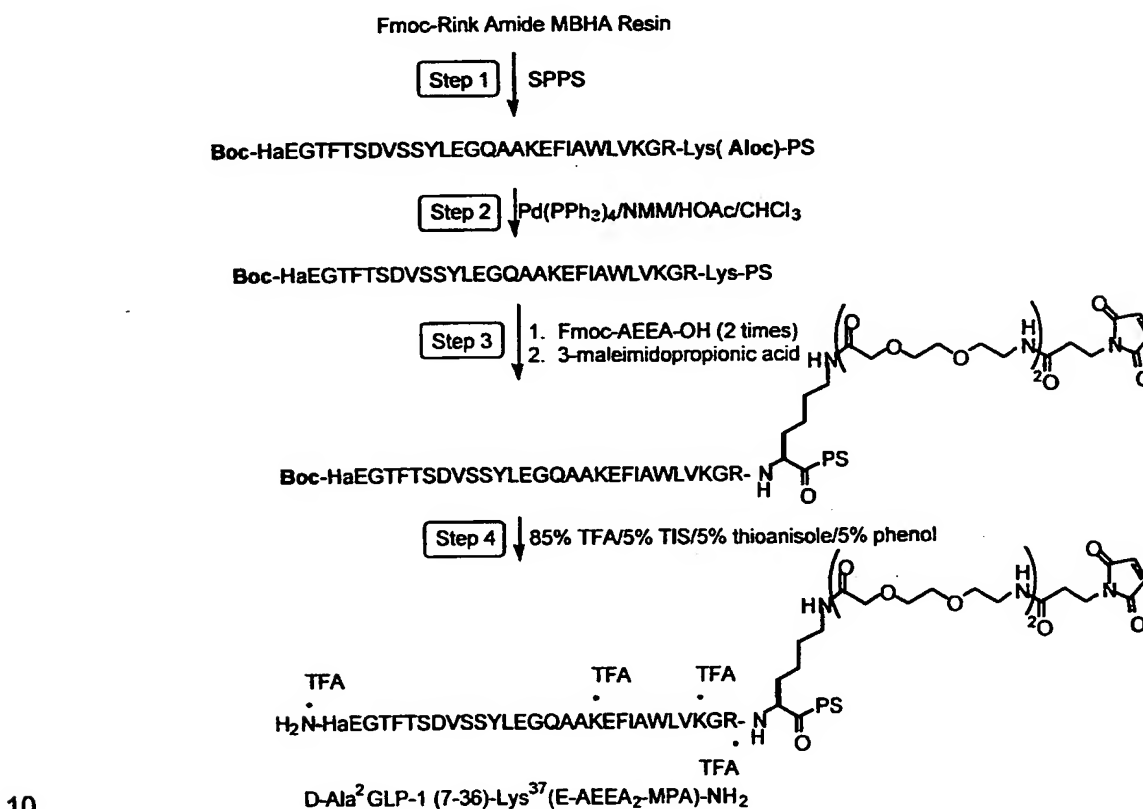 Fmoc-Rink Amide MBHA Resin
Step 1
SPPS
Boc-HaEGTFTSDVSSYLEGQAAKEFIAWLVKGR-Lys( Aloc)-PS
Step 2
Pd(PPh2)4/NMM/HOAc/CHCl3
Boc-HaEGTFTSDVSSYLEGQAAKEFIAWLVKGR-Lys-PS
Step 3
1. Fmoc-AEEA-OH (2 times)
2. 3-maleimidopropionic acid
HN
O
O
O
H
N
2
O
O
N
O
Boc-HaEGTFTSDVSSYLEGQAAKEFIAWLVKGR-
N
H
PS
O
Step 4
85% TFA/5% TIS/5% thioanisole/5% phenol
HN
O
O
O
H
N
2
O
O
N
O
TFA
TFA
TFA
H2N-HaEGTFTSDVSSYLEGQAAKEFIAWLVKGR-
N
H
PS
O
TFA
D-Ala2 GLP-1 (7-36)-Lys37(E-AEEA2-MPA)-NH2
10